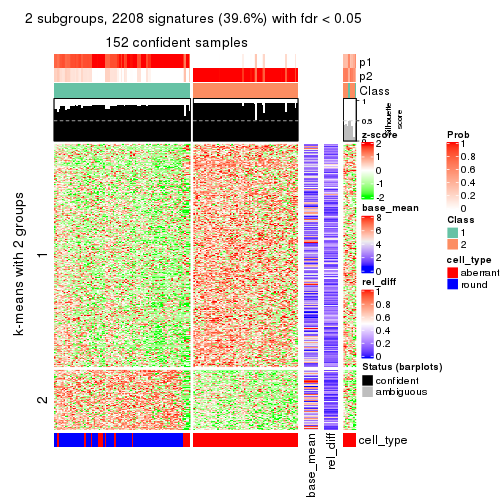 2 subgroups, 2208 signatures (39.6%) with fdr < 0.05
152 confident samples
p1
p2
Class
1
0.5
0
Silhouette
score
k-means with 2 groups
1
2
base_mean
rel_diff
cell_type
z-score
2
1
0
-1
-2
base_mean
8
6
4
2
0
rel_diff
1
0.8
0.6
0.4
0.2
0
Status (barplots)
confident
ambiguous
Prob
1
0.8
0.6
0.4
0.2
0
Class
1
2
cell_type
aberrant
round